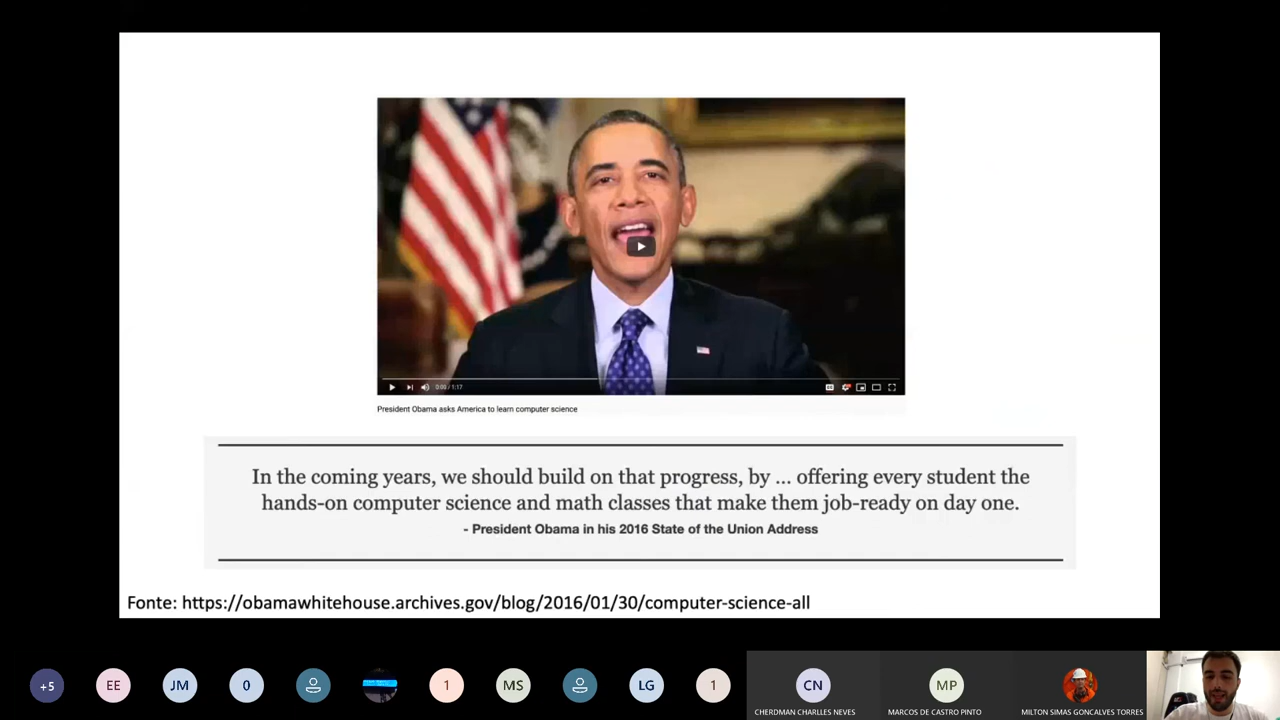 0:00 / 1:17
President Obama asks America to learn computer science
In the coming years, we should build on that progress, by ... offering every student the
hands-on computer science and math classes that make them job-ready on day one.
- President Obama in his 2016 State of the Union Address
Fonte: https://obamawhitehouse.archives.gov/blog/2016/01/30/computer-science-all
+5
EE
JM
0
1
MS
LG
1
CN
MP
CHERDMAN CHARLLES NEVES
MARCOS DE CASTRO PINTO
MILTON SIMAS GONCALVES TORRES